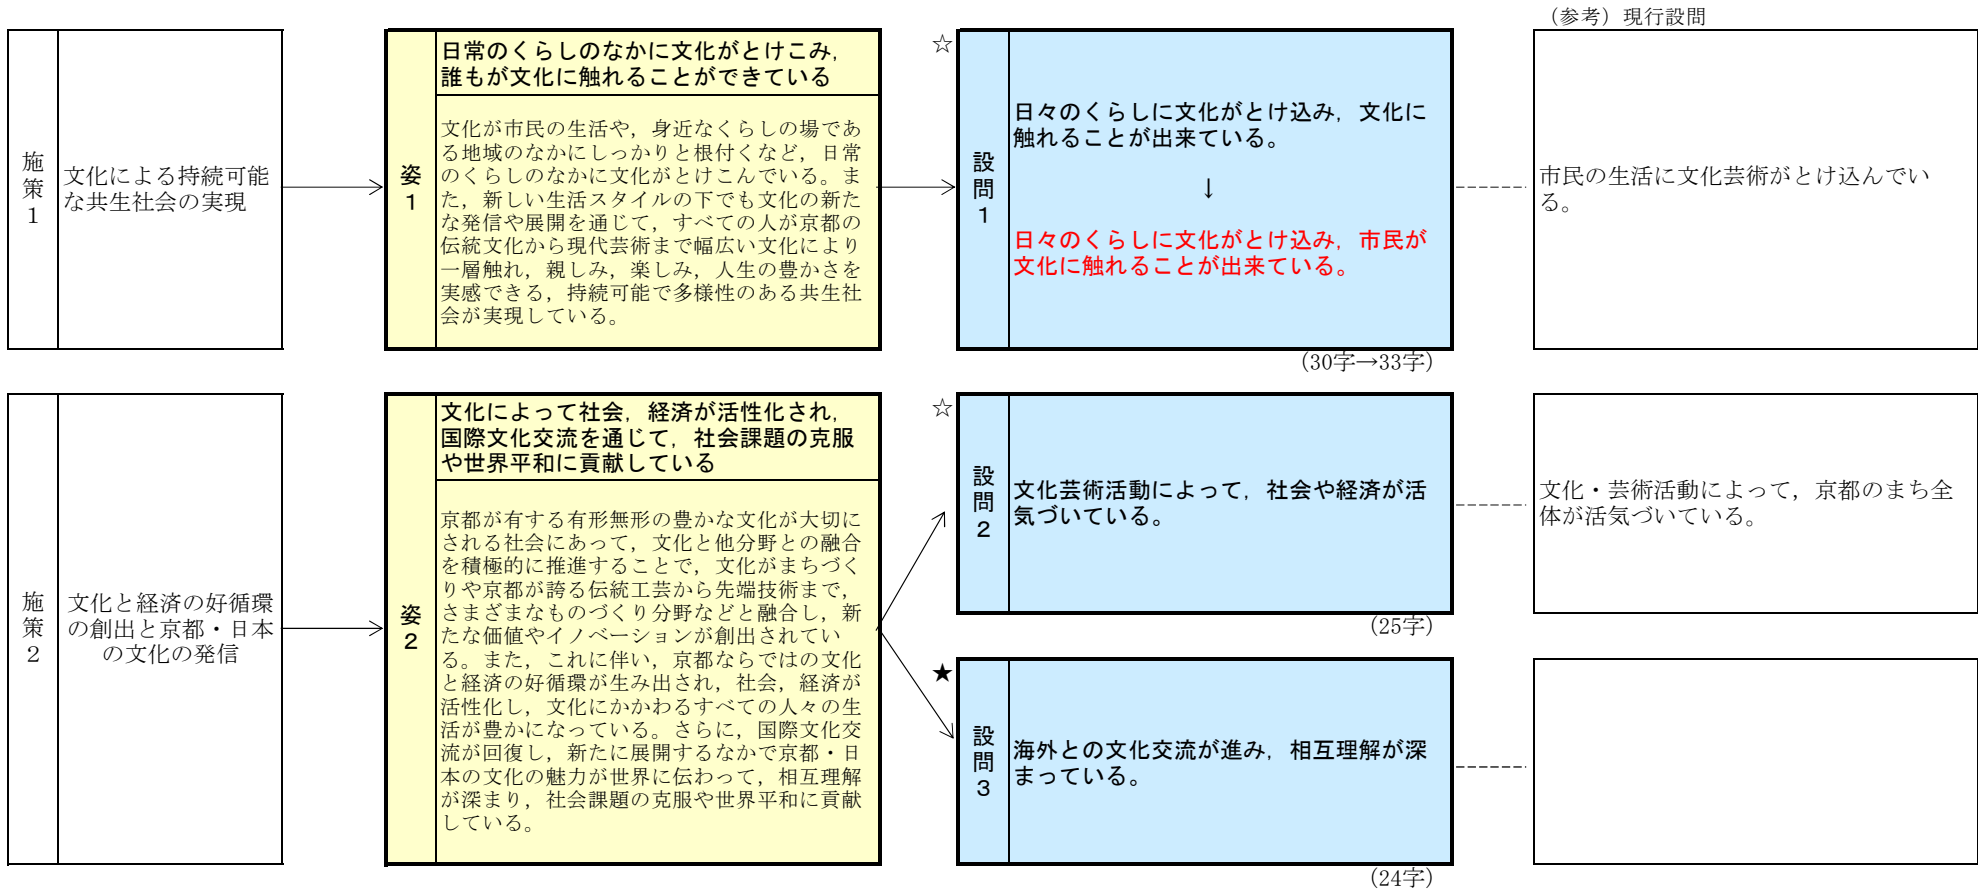 （参考）現行設問
施策１
文化による持続可能
な共生社会の実現
姿１
日常のくらしのなかに文化がとけこみ，
誰もが文化に触れることができている
文化が市民の生活や，身近なくらしの場であ
る地域のなかにしっかりと根付くなど，日常
のくらしのなかに文化がとけこんでいる。ま
た，新しい生活スタイルの下でも文化の新た
な発信や展開を通じて，すべての人が京都の
伝統文化から現代芸術まで幅広い文化により
一層触れ，親しみ，楽しみ，人生の豊かさを
実感できる，持続可能で多様性のある共生社
会が実現している。
☆
設問１
日々のくらしに文化がとけ込み，文化に
触れることが出来ている。
↓
日々のくらしに文化がとけ込み，市民が
文化に触れることが出来ている。
（30字→33字）
市民の生活に文化芸術がとけ込んでい
る。
施策２
文化と経済の好循環
の創出と京都・日本
の文化の発信
姿２
文化によって社会，経済が活性化され，
国際文化交流を通じて，社会課題の克服
や世界平和に貢献している
京都が有する有形無形の豊かな文化が大切に
される社会にあって，文化と他分野との融合
を積極的に推進することで，文化がまちづく
りや京都が誇る伝統工芸から先端技術まで，
さまざまなものづくり分野などと融合し，新
たな価値やイノベーションが創出されてい
る。また，これに伴い，京都ならではの文化
と経済の好循環が生み出され，社会，経済が
活性化し，文化にかかわるすべての人々の生
活が豊かになっている。さらに，国際文化交
流が回復し，新たに展開するなかで京都・日
本の文化の魅力が世界に伝わって，相互理解
が深まり，社会課題の克服や世界平和に貢献
している。
☆
設問２
文化芸術活動によって，社会や経済が活
気づいている。
（25字）
文化・芸術活動によって，京都のまち全
体が活気づいている。
★
設問３
海外との文化交流が進み，相互理解が深
まっている。
（24字）